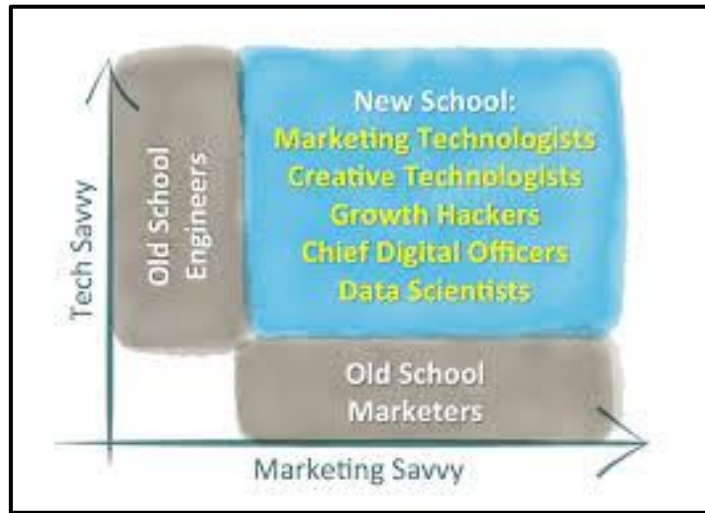 Tech Savvy
Old School
Engineers
New School:
Marketing Technologists
Creative Technologists
Growth Hackers
Chief Digital Officers
Data Scientists
Old School
Marketers
Marketing Savvy